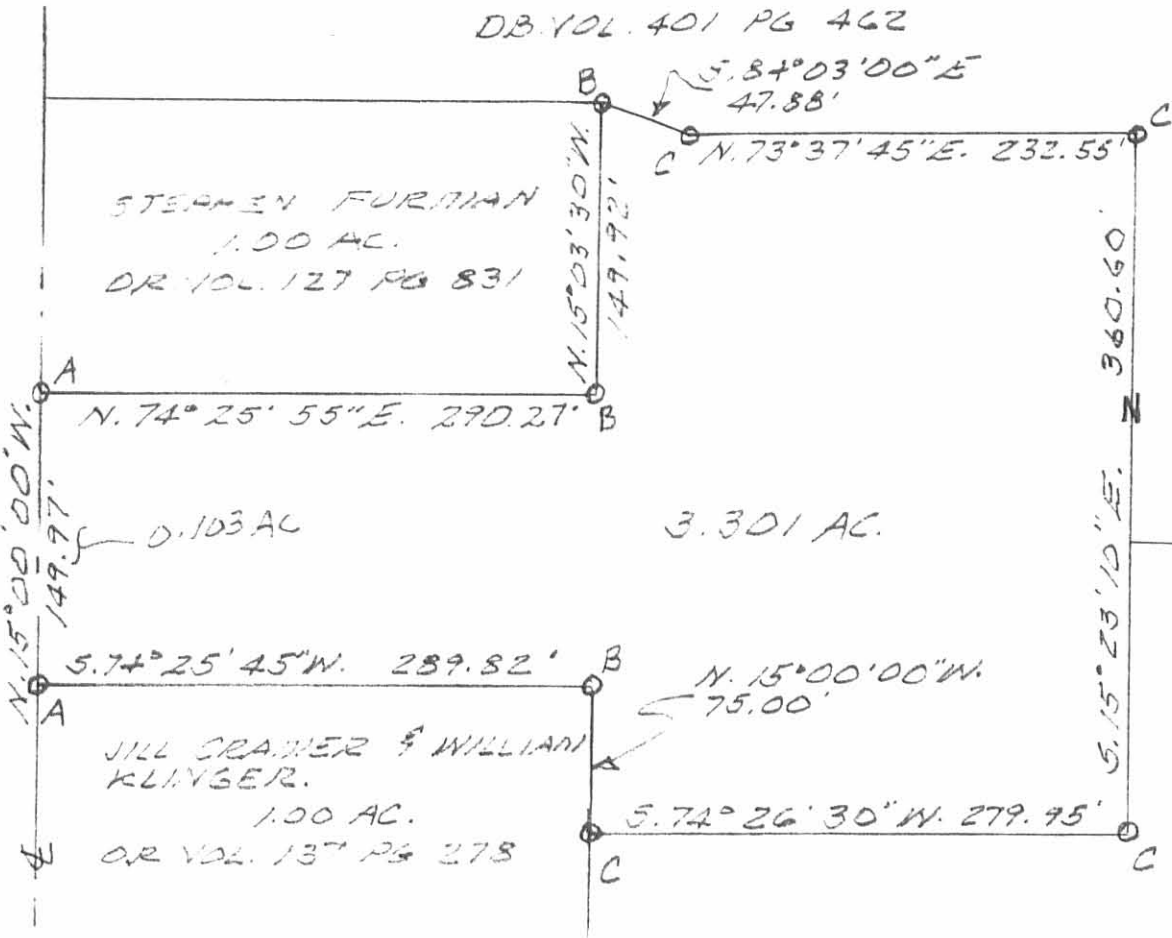 DB. VOL. 401 PG 462
S. 84°03'00"E
47.88'
B
C
C
N. 73°37'45"E. 232.55'
STEPHEN FURMAN
1.00 AC.
OR VOL. 127 PG 831
N. 15°03'30"W.
149.92'
S. 15°23'10"E. 360.60'
N
A
B
N. 74°25'55"E. 290.27'
N. 15°00'00"W.
149.97'
0.103 AC
3.301 AC.
S. 74°25'45"W. 289.82'
B
A
N. 15°00'00"W.
75.00'
JILL CRAMER & WILLIAM
KLINGER.
1.00 AC.
OR VOL. PG 278
S. 74°26'30"W. 279.95'
C
C